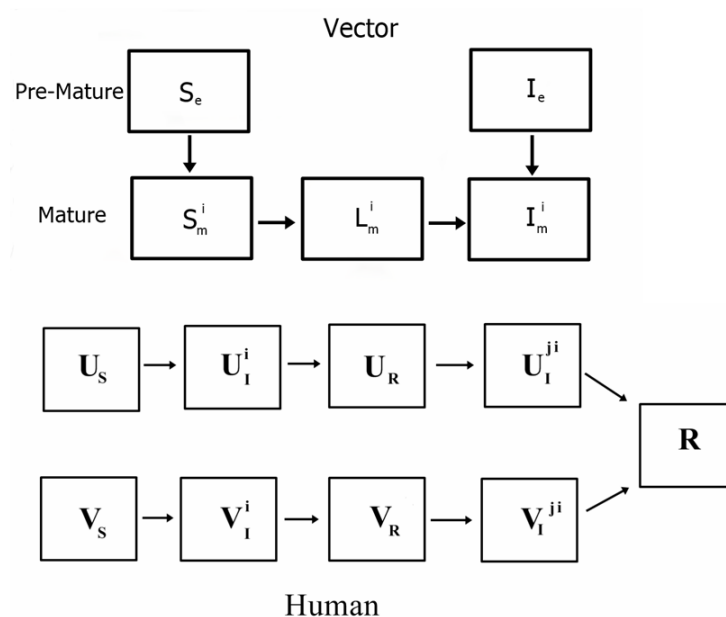 Vector
Pre-Mature S_e I_e
Mature S_m^i L_m^i I_m^i
U_S U_I^i U_R U_I^ji
R
V_S V_I^i V_R V_I^ji
Human